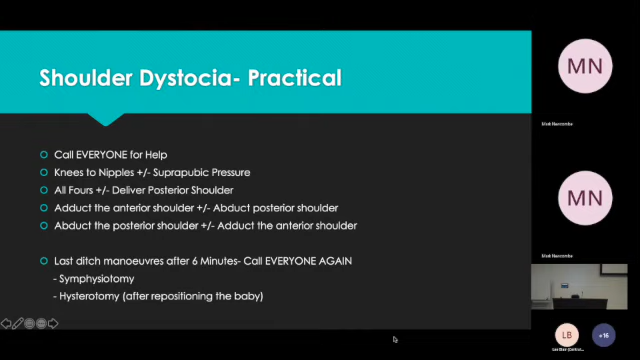 Shoulder Dystocia- Practical
Call EVERYONE for Help
Knees to Nipples +/- Suprapubic Pressure
All Fours +/- Deliver Posterior Shoulder
Adduct the anterior shoulder +/- Abduct posterior shoulder
Abduct the posterior shoulder +/- Adduct the anterior shoulder
Last ditch manoeuvres after 6 Minutes- Call EVERYONE AGAIN
- Symphysiotomy
- Hysterotomy (after repositioning the baby)
MN
MN
LB
+16